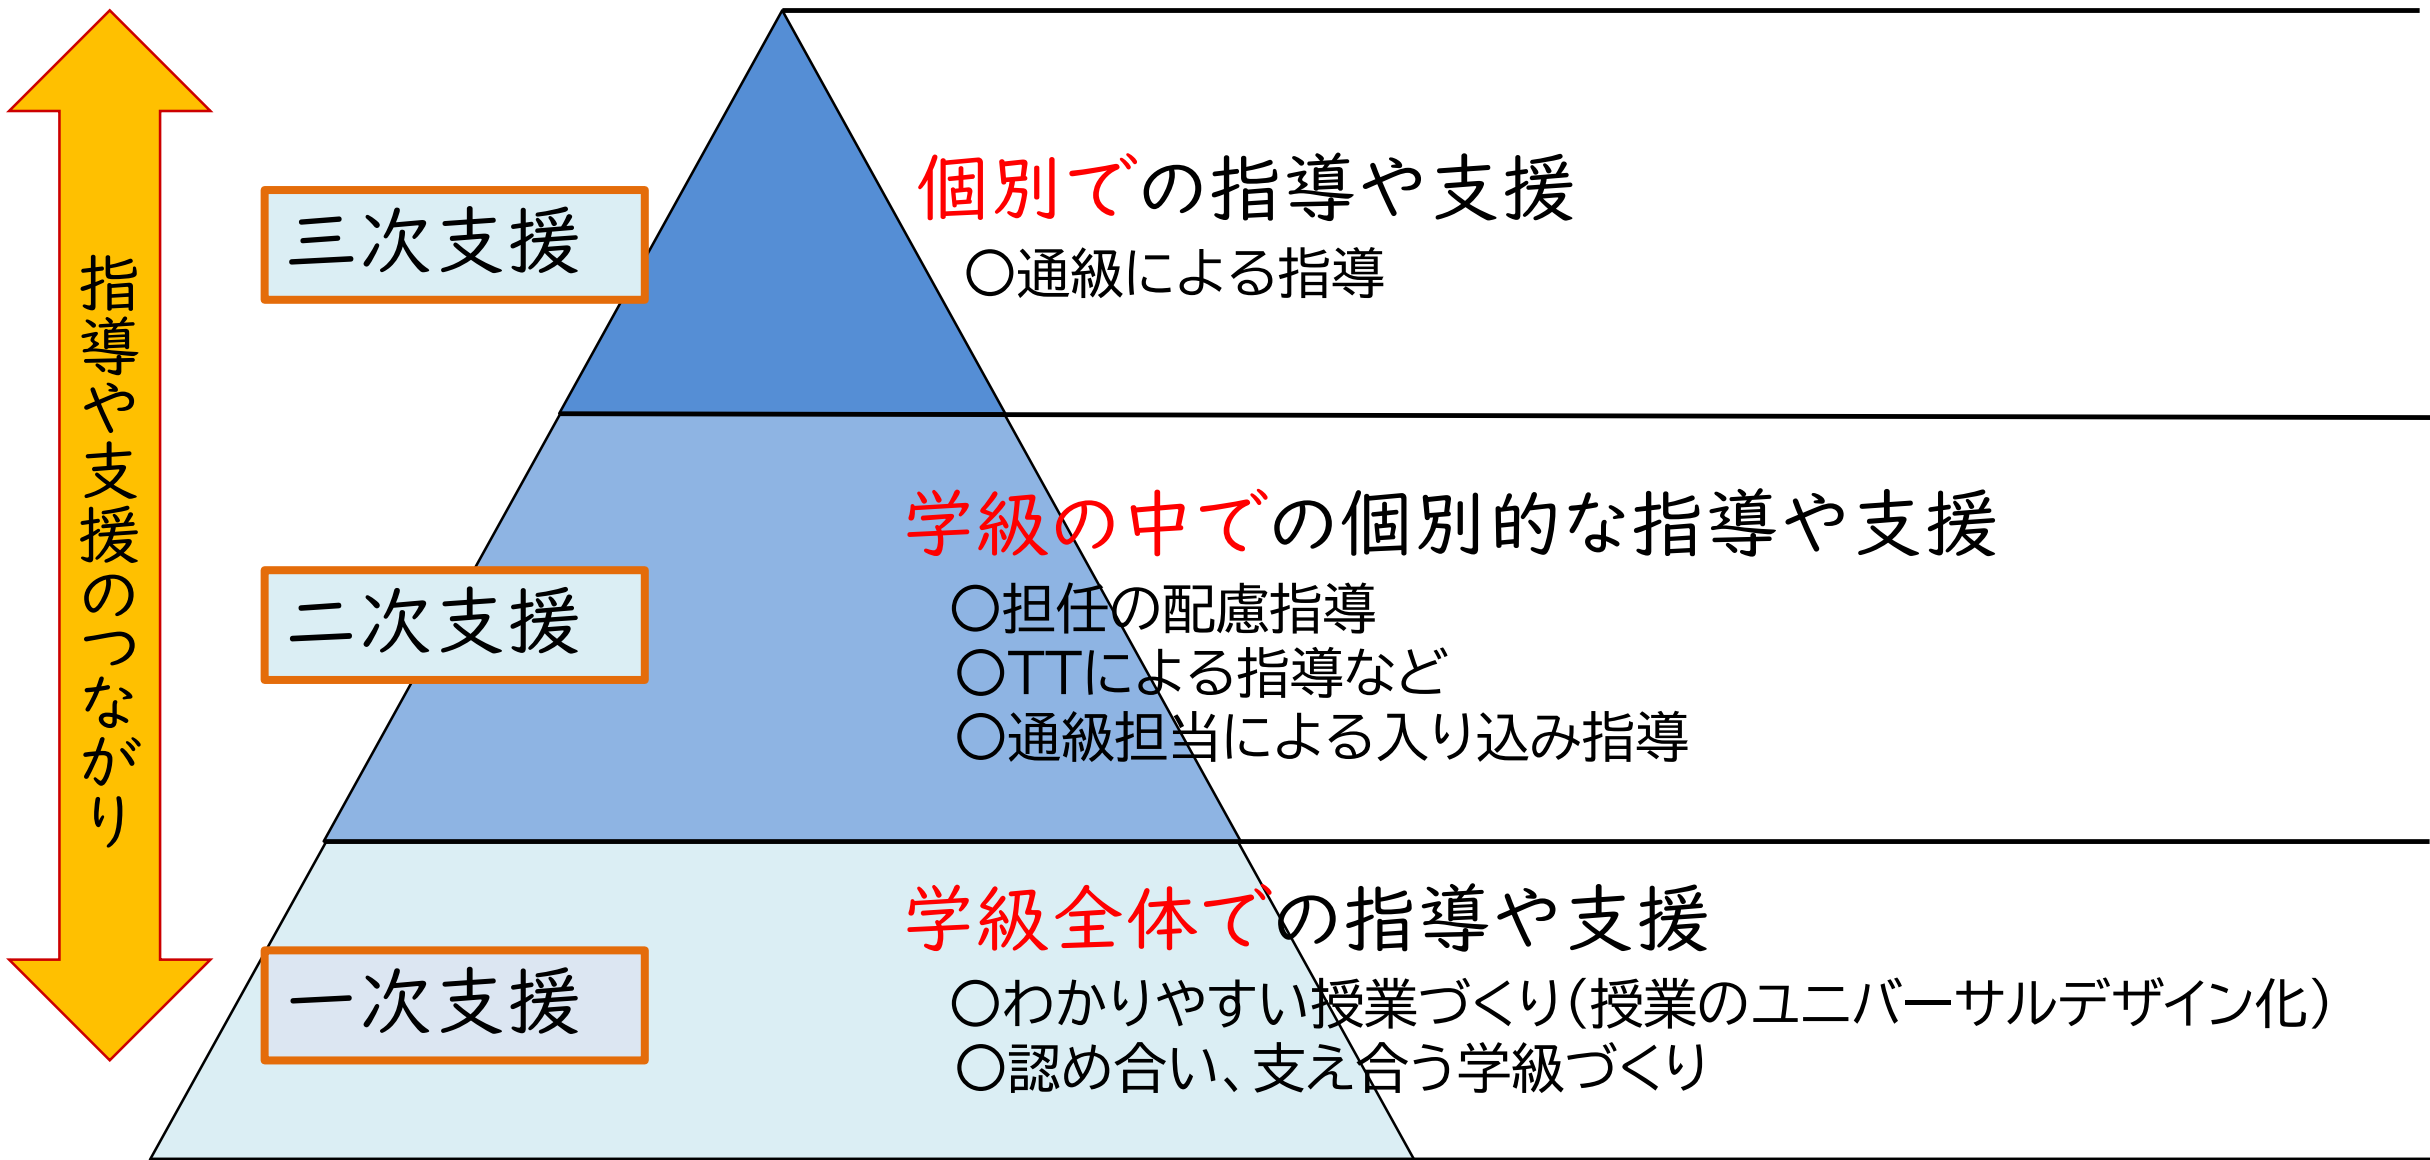 指導や支援のつながり
三次支援
個別での指導や支援
〇通級による指導
二次支援
学級の中での個別的な指導や支援
〇担任の配慮指導
〇TTによる指導など
〇通級担当による入り込み指導
一次支援
学級全体での指導や支援
〇わかりやすい授業づくり（授業のユニバーサルデザイン化）
〇認め合い、支え合う学級づくり